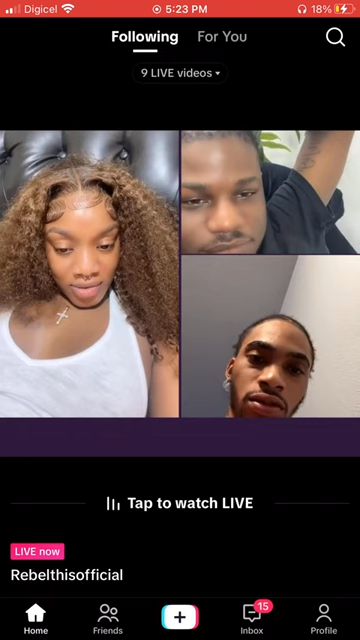 Digicel
5:23 PM
18%
Following
For You
9 LIVE videos
Tap to watch LIVE
LIVE now
Rebelthisofficial
15
Home
Friends
Inbox
Profile